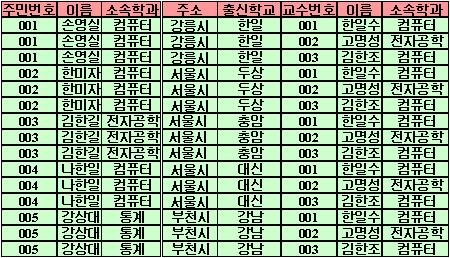 주민번호 이름 소속학과 주소 출신학교 교수번호 이름 소속학과
001 손영실 컴퓨터 강릉시 한일 001 한일수 컴퓨터
001 손영실 컴퓨터 강릉시 한일 002 고명성 전자공학
001 손영실 컴퓨터 강릉시 한일 003 김한조 컴퓨터
002 한미자 컴퓨터 서울시 두상 001 한일수 컴퓨터
002 한미자 컴퓨터 서울시 두상 002 고명성 전자공학
002 한미자 컴퓨터 서울시 두상 003 김한조 컴퓨터
003 김한길 전자공학 서울시 충암 001 한일수 컴퓨터
003 김한길 전자공학 서울시 충암 002 고명성 전자공학
003 김한길 전자공학 서울시 충암 003 김한조 컴퓨터
004 나한일 컴퓨터 서울시 대신 001 한일수 컴퓨터
004 나한일 컴퓨터 서울시 대신 002 고명성 전자공학
004 나한일 컴퓨터 서울시 대신 003 김한조 컴퓨터
005 강상대 통계 부천시 강남 001 한일수 컴퓨터
005 강상대 통계 부천시 강남 002 고명성 전자공학
005 강상대 통계 부천시 강남 003 김한조 컴퓨터